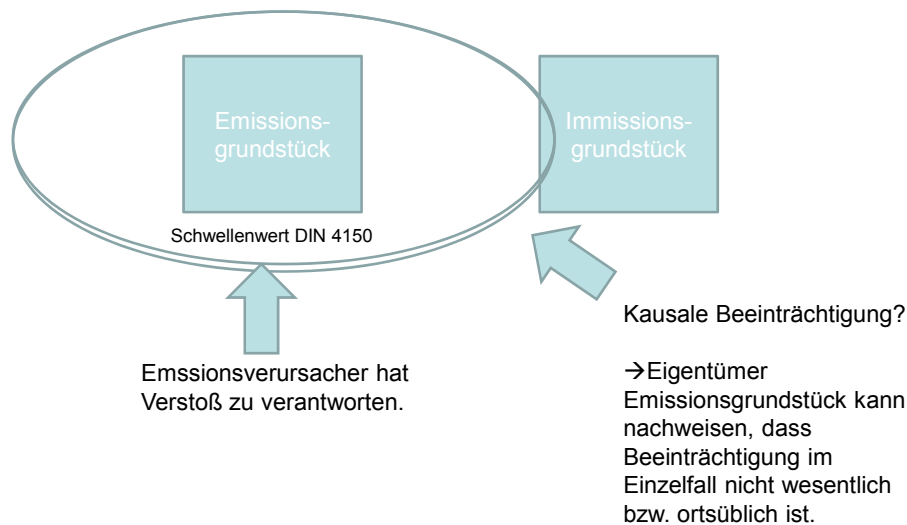 Emissions-
grundstück
Immissions-
grundstück
Schwellenwert DIN 4150
Emssionsverursacher hat
Verstoß zu verantworten.
Kausale Beeinträchtigung?
→Eigentümer
Emissionsgrundstück kann
nachweisen, dass
Beeinträchtigung im
Einzelfall nicht wesentlich
bzw. ortsüblich ist.